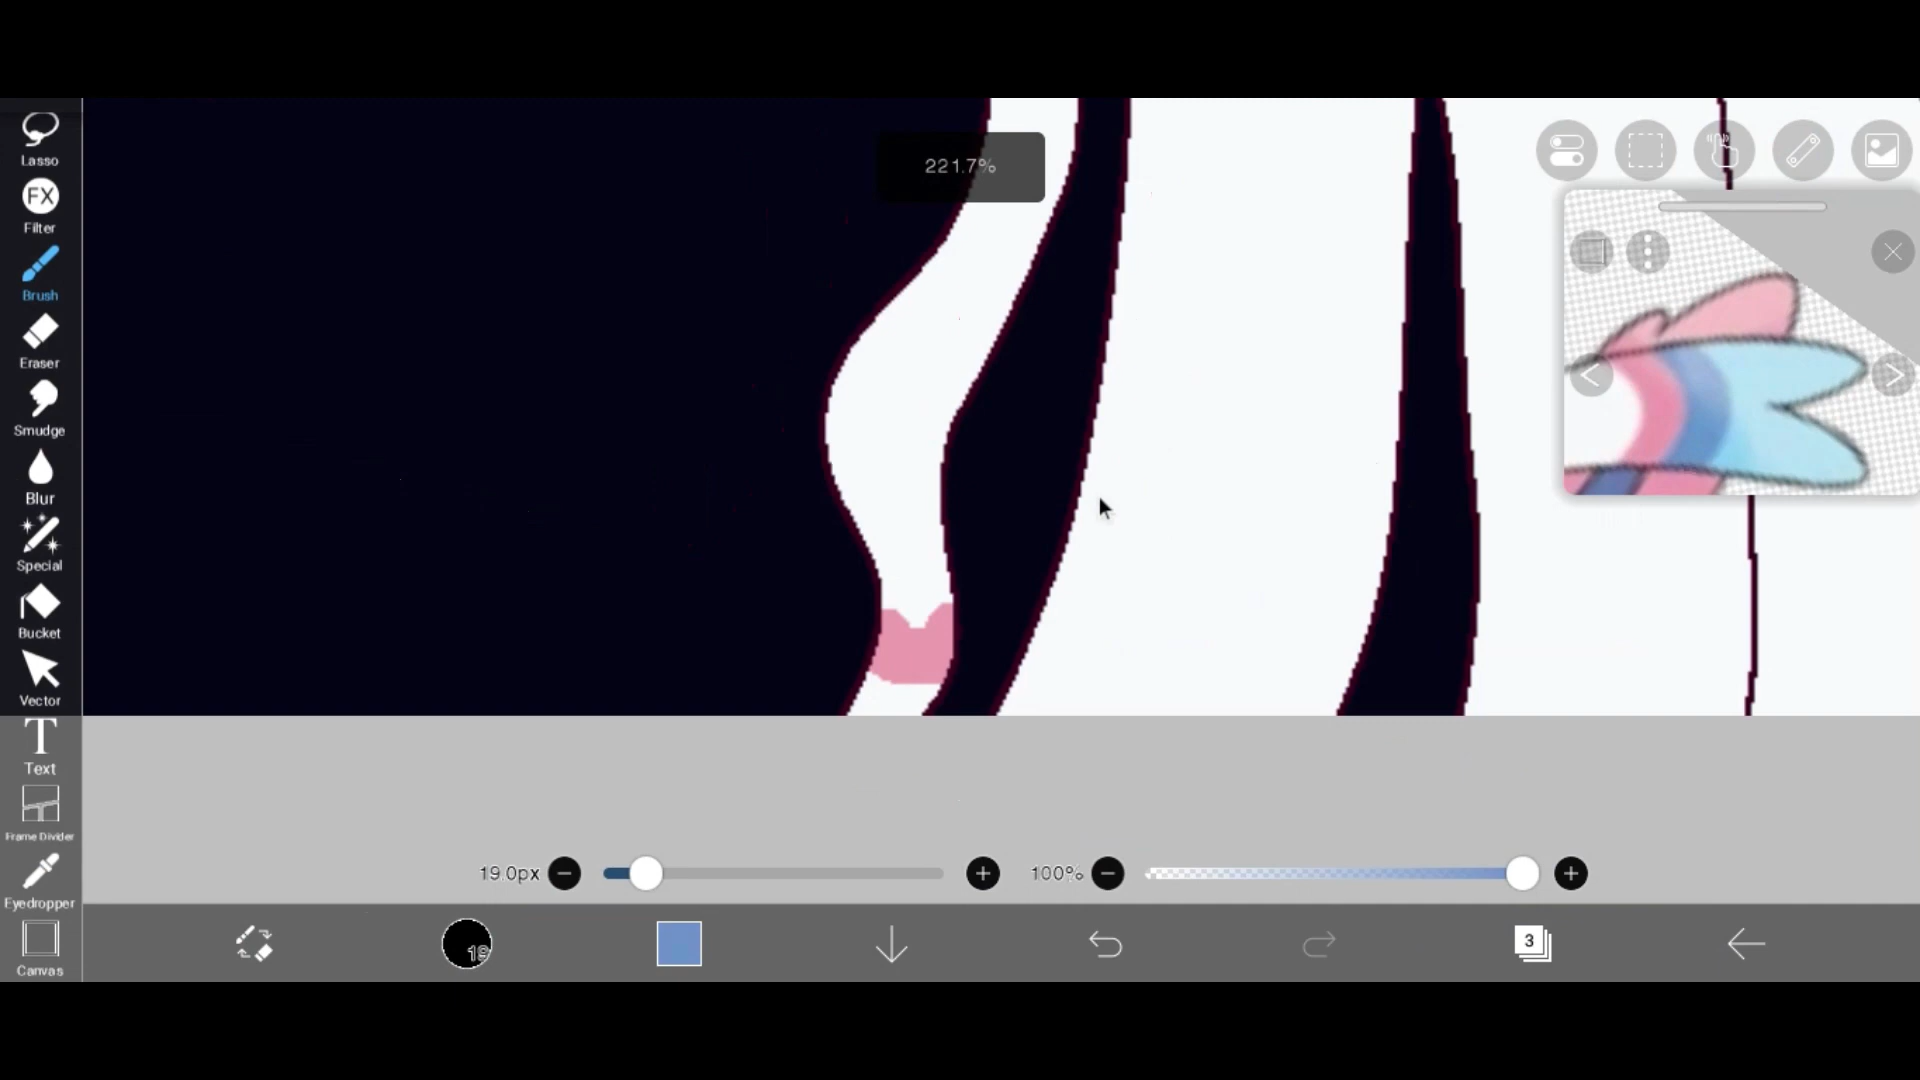 Lasso
FX
Filter
Brush
Eraser
Smudge
Blur
Special
Bucket
Vector
T
Text
Frame Divider
Eyedropper
Canvas
221.7%
19.0px
100%
19
3